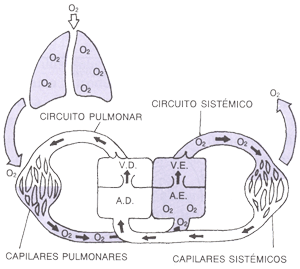 O₂
O₂ O₂
O₂ O₂
CIRCUITO SISTÉMICO
O₂
CIRCUITO PULMONAR
O₂ O₂
V.D. V.E.
O₂
O₂
A.D. A.E.
O₂ O₂
O₂ O₂
O₂
CAPILARES PULMONARES
CAPILARES SISTÉMICOS